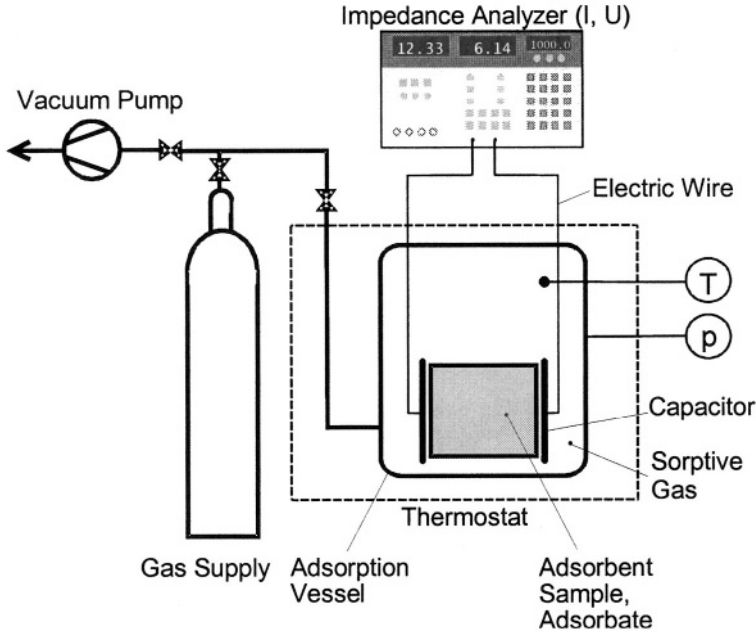 Impedance Analyzer (I, U)
12.33
6.14
1000.0
Vacuum Pump
Electric Wire
T
p
Capacitor
Sorptive
Gas
Thermostat
Gas Supply
Adsorption
Vessel
Adsorbent
Sample,
Adsorbate